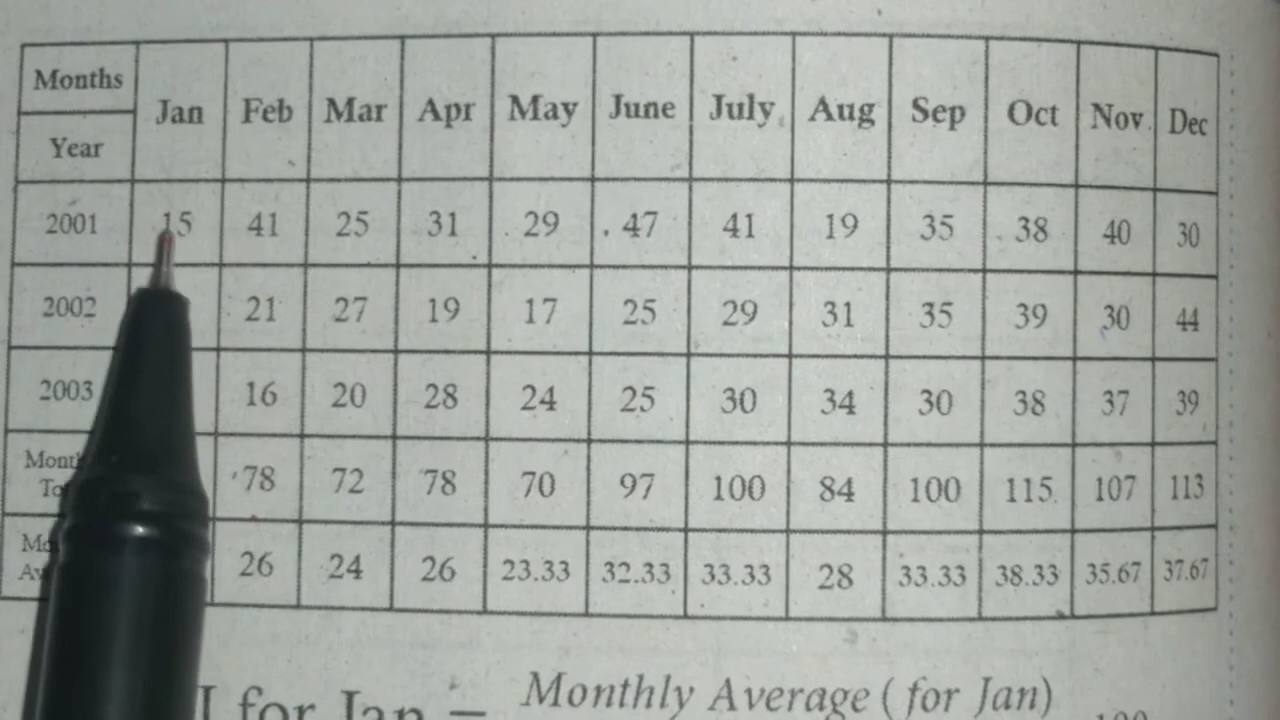 Months
Year
Jan Feb Mar Apr May June July Aug Sep Oct Nov Dec
2001 15 41 25 31 29 47 41 19 35 38 40 30
2002 21 27 19 17 25 29 31 35 39 30 44
2003 16 20 28 24 25 30 34 30 38 37 39
78 72 78 70 97 100 84 100 115 107 113
26 24 26 23.33 32.33 33.33 28 33.33 38.33 35.67 37.67
Monthly Average (for Jan)
I for Jan = 100